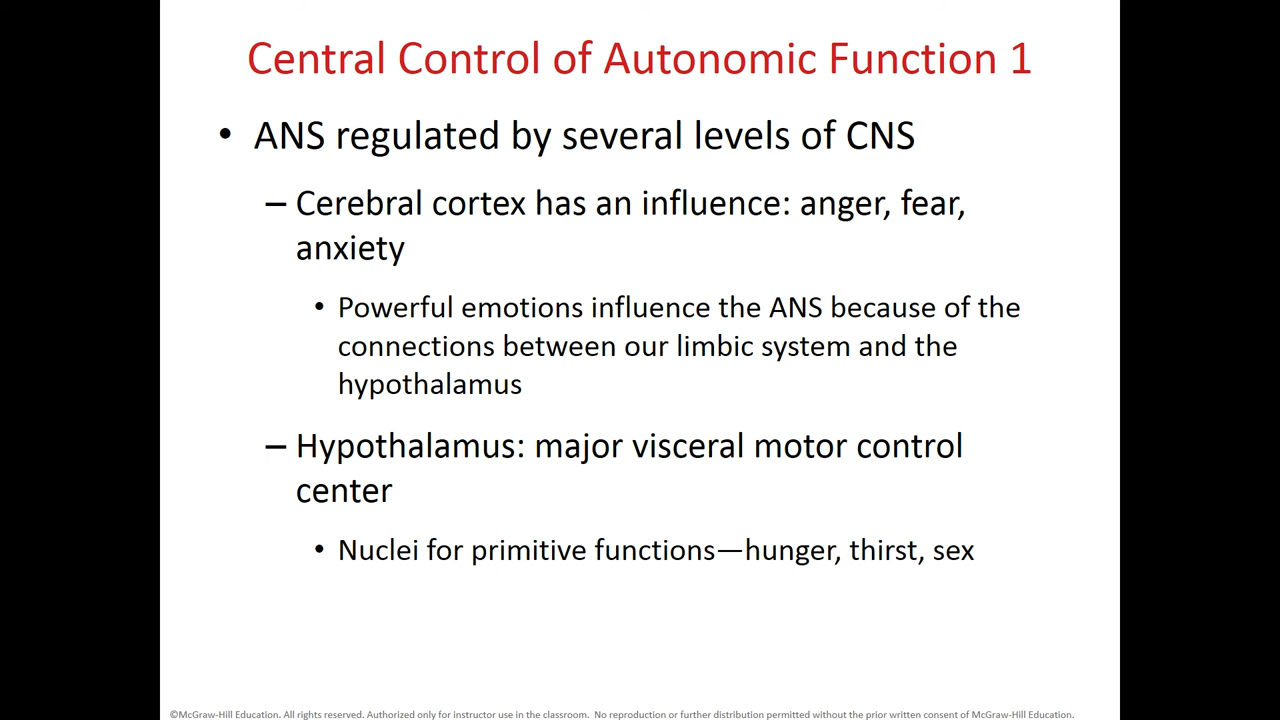 Central Control of Autonomic Function 1
• ANS regulated by several levels of CNS
– Cerebral cortex has an influence: anger, fear,
anxiety
• Powerful emotions influence the ANS because of the
connections between our limbic system and the
hypothalamus
– Hypothalamus: major visceral motor control
center
• Nuclei for primitive functions—hunger, thirst, sex
©McGraw-Hill Education. All rights reserved. Authorized only for instructor use in the classroom. No reproduction or further distribution permitted without the prior written consent of McGraw-Hill Education.